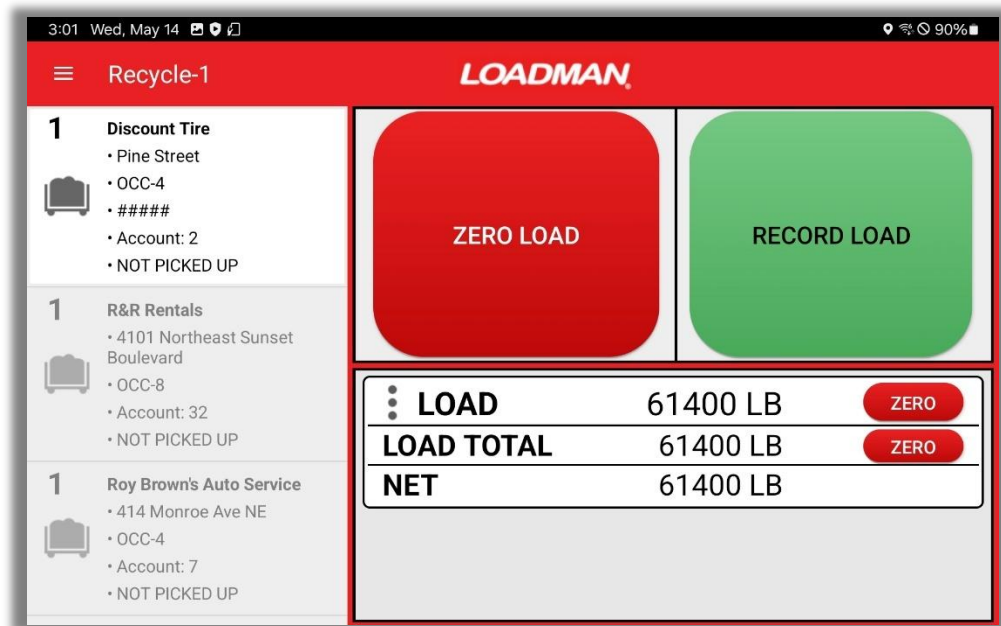 3:01 Wed, May 14
90%
Recycle-1
LOADMAN
1
Discount Tire
• Pine Street
• OCC-4
• #####
• Account: 2
• NOT PICKED UP
1
R&R Rentals
• 4101 Northeast Sunset
Boulevard
• OCC-8
• Account: 32
• NOT PICKED UP
1
Roy Brown's Auto Service
• 414 Monroe Ave NE
• OCC-4
• Account: 7
• NOT PICKED UP
ZERO LOAD
RECORD LOAD
LOAD 61400 LB ZERO
LOAD TOTAL 61400 LB ZERO
NET 61400 LB